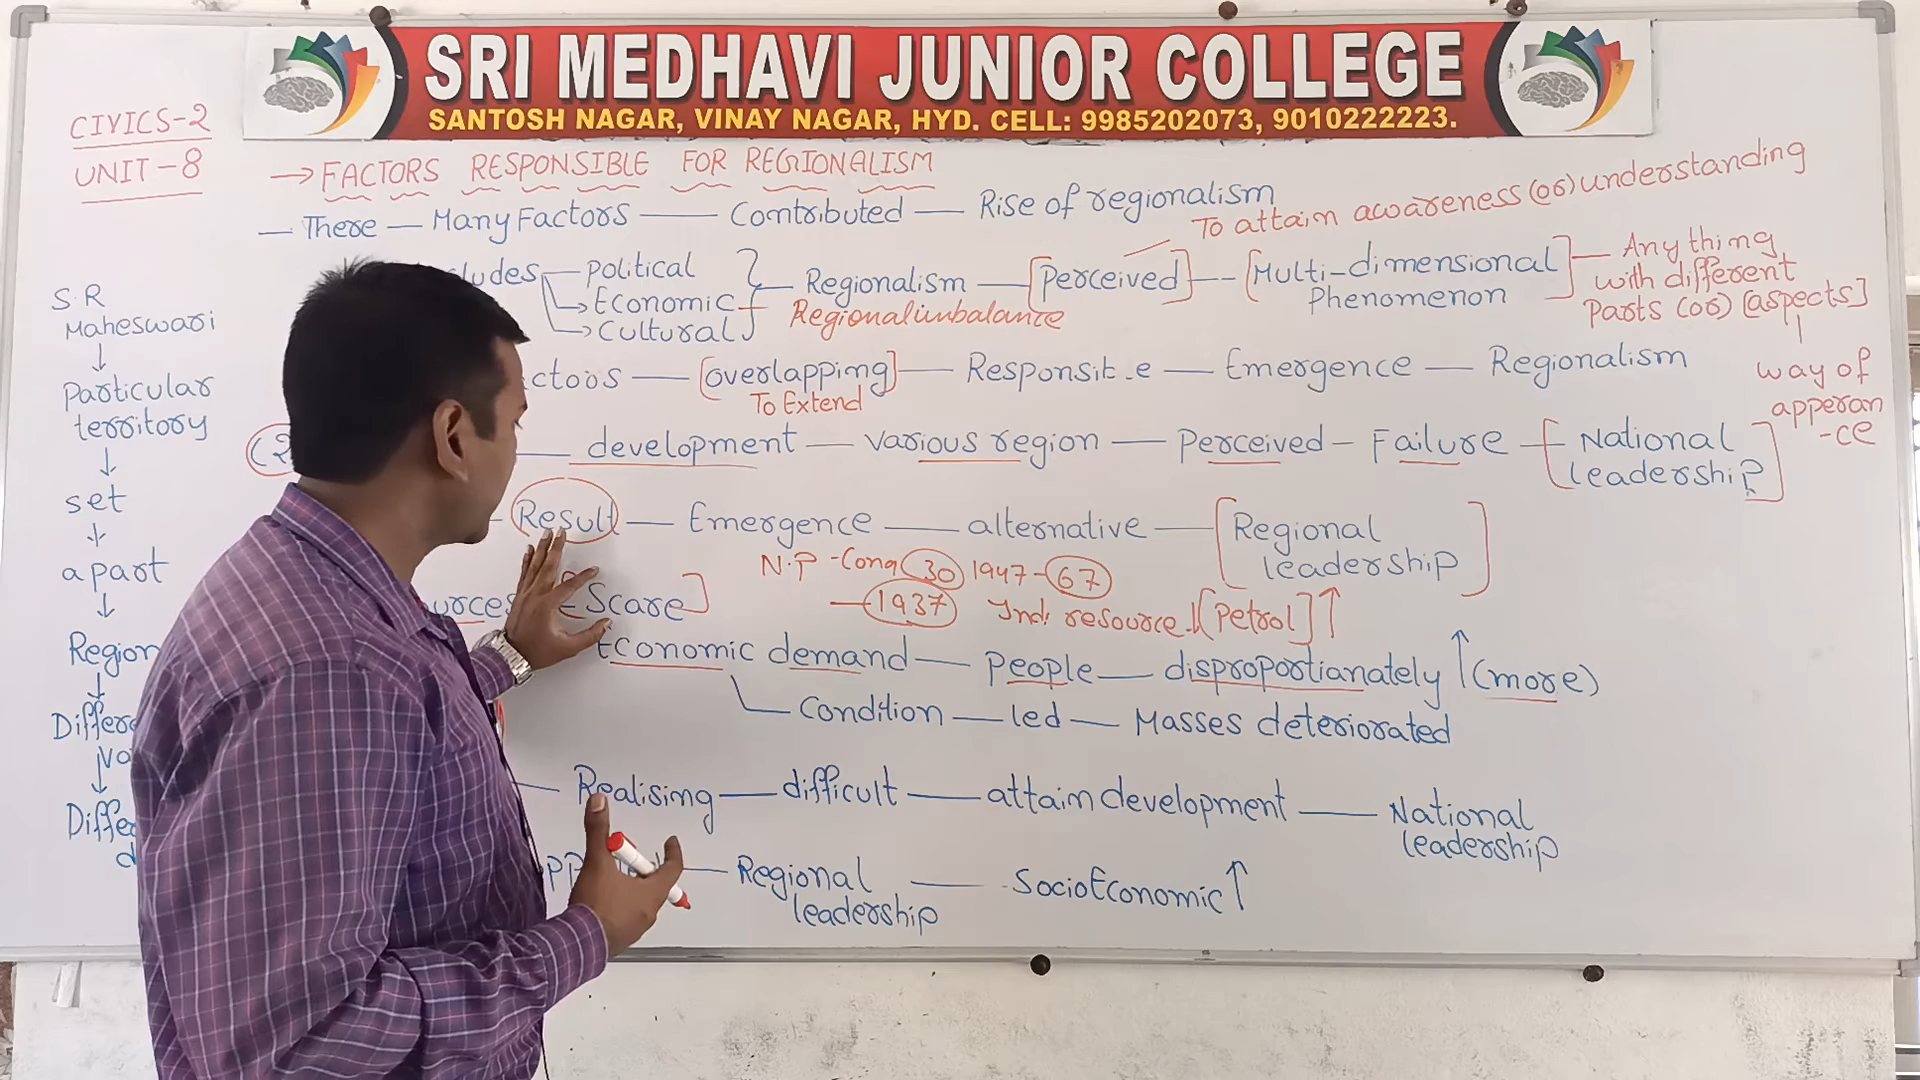 SRI MEDHAVI JUNIOR COLLEGE
SANTOSH NAGAR, VINAY NAGAR, HYD. CELL: 9985202073, 9010222223.
CIVICS-2
UNIT-8
→ FACTORS RESPONSIBLE FOR REGIONALISM
— There — Many Factors — Contributed — Rise of regionalism
To attain awareness (or) understanding
Political
→ Economic
→ Cultural
Regionalism — [Perceived] -- [Multi-dimensional
Phenomenon]
Regional imbalance
— Any thing
with different
Parts (or) [aspects]
way of
apperan
-ce
[overlapping] — Responsi — Emergence — Regionalism
To Extend
development — various region — Perceived — Failure — [National
leadership]
Result — Emergence — alternative — [Regional
leadership]
N.P - Cong 30 1947-67
— 1937 Ind. resource ↓ [Petrol] ↑
Scare]
Economic demand — People — disproportianately ↑ (more)
Condition — led — Masses deteriorated
Realising — difficult — attain development — National
leadership
Regional
leadership — SocioEconomic ↑
S.R
Maheswari
↓
Particular
territory
↓
set
↓
apart
↓
Region
↓
↓